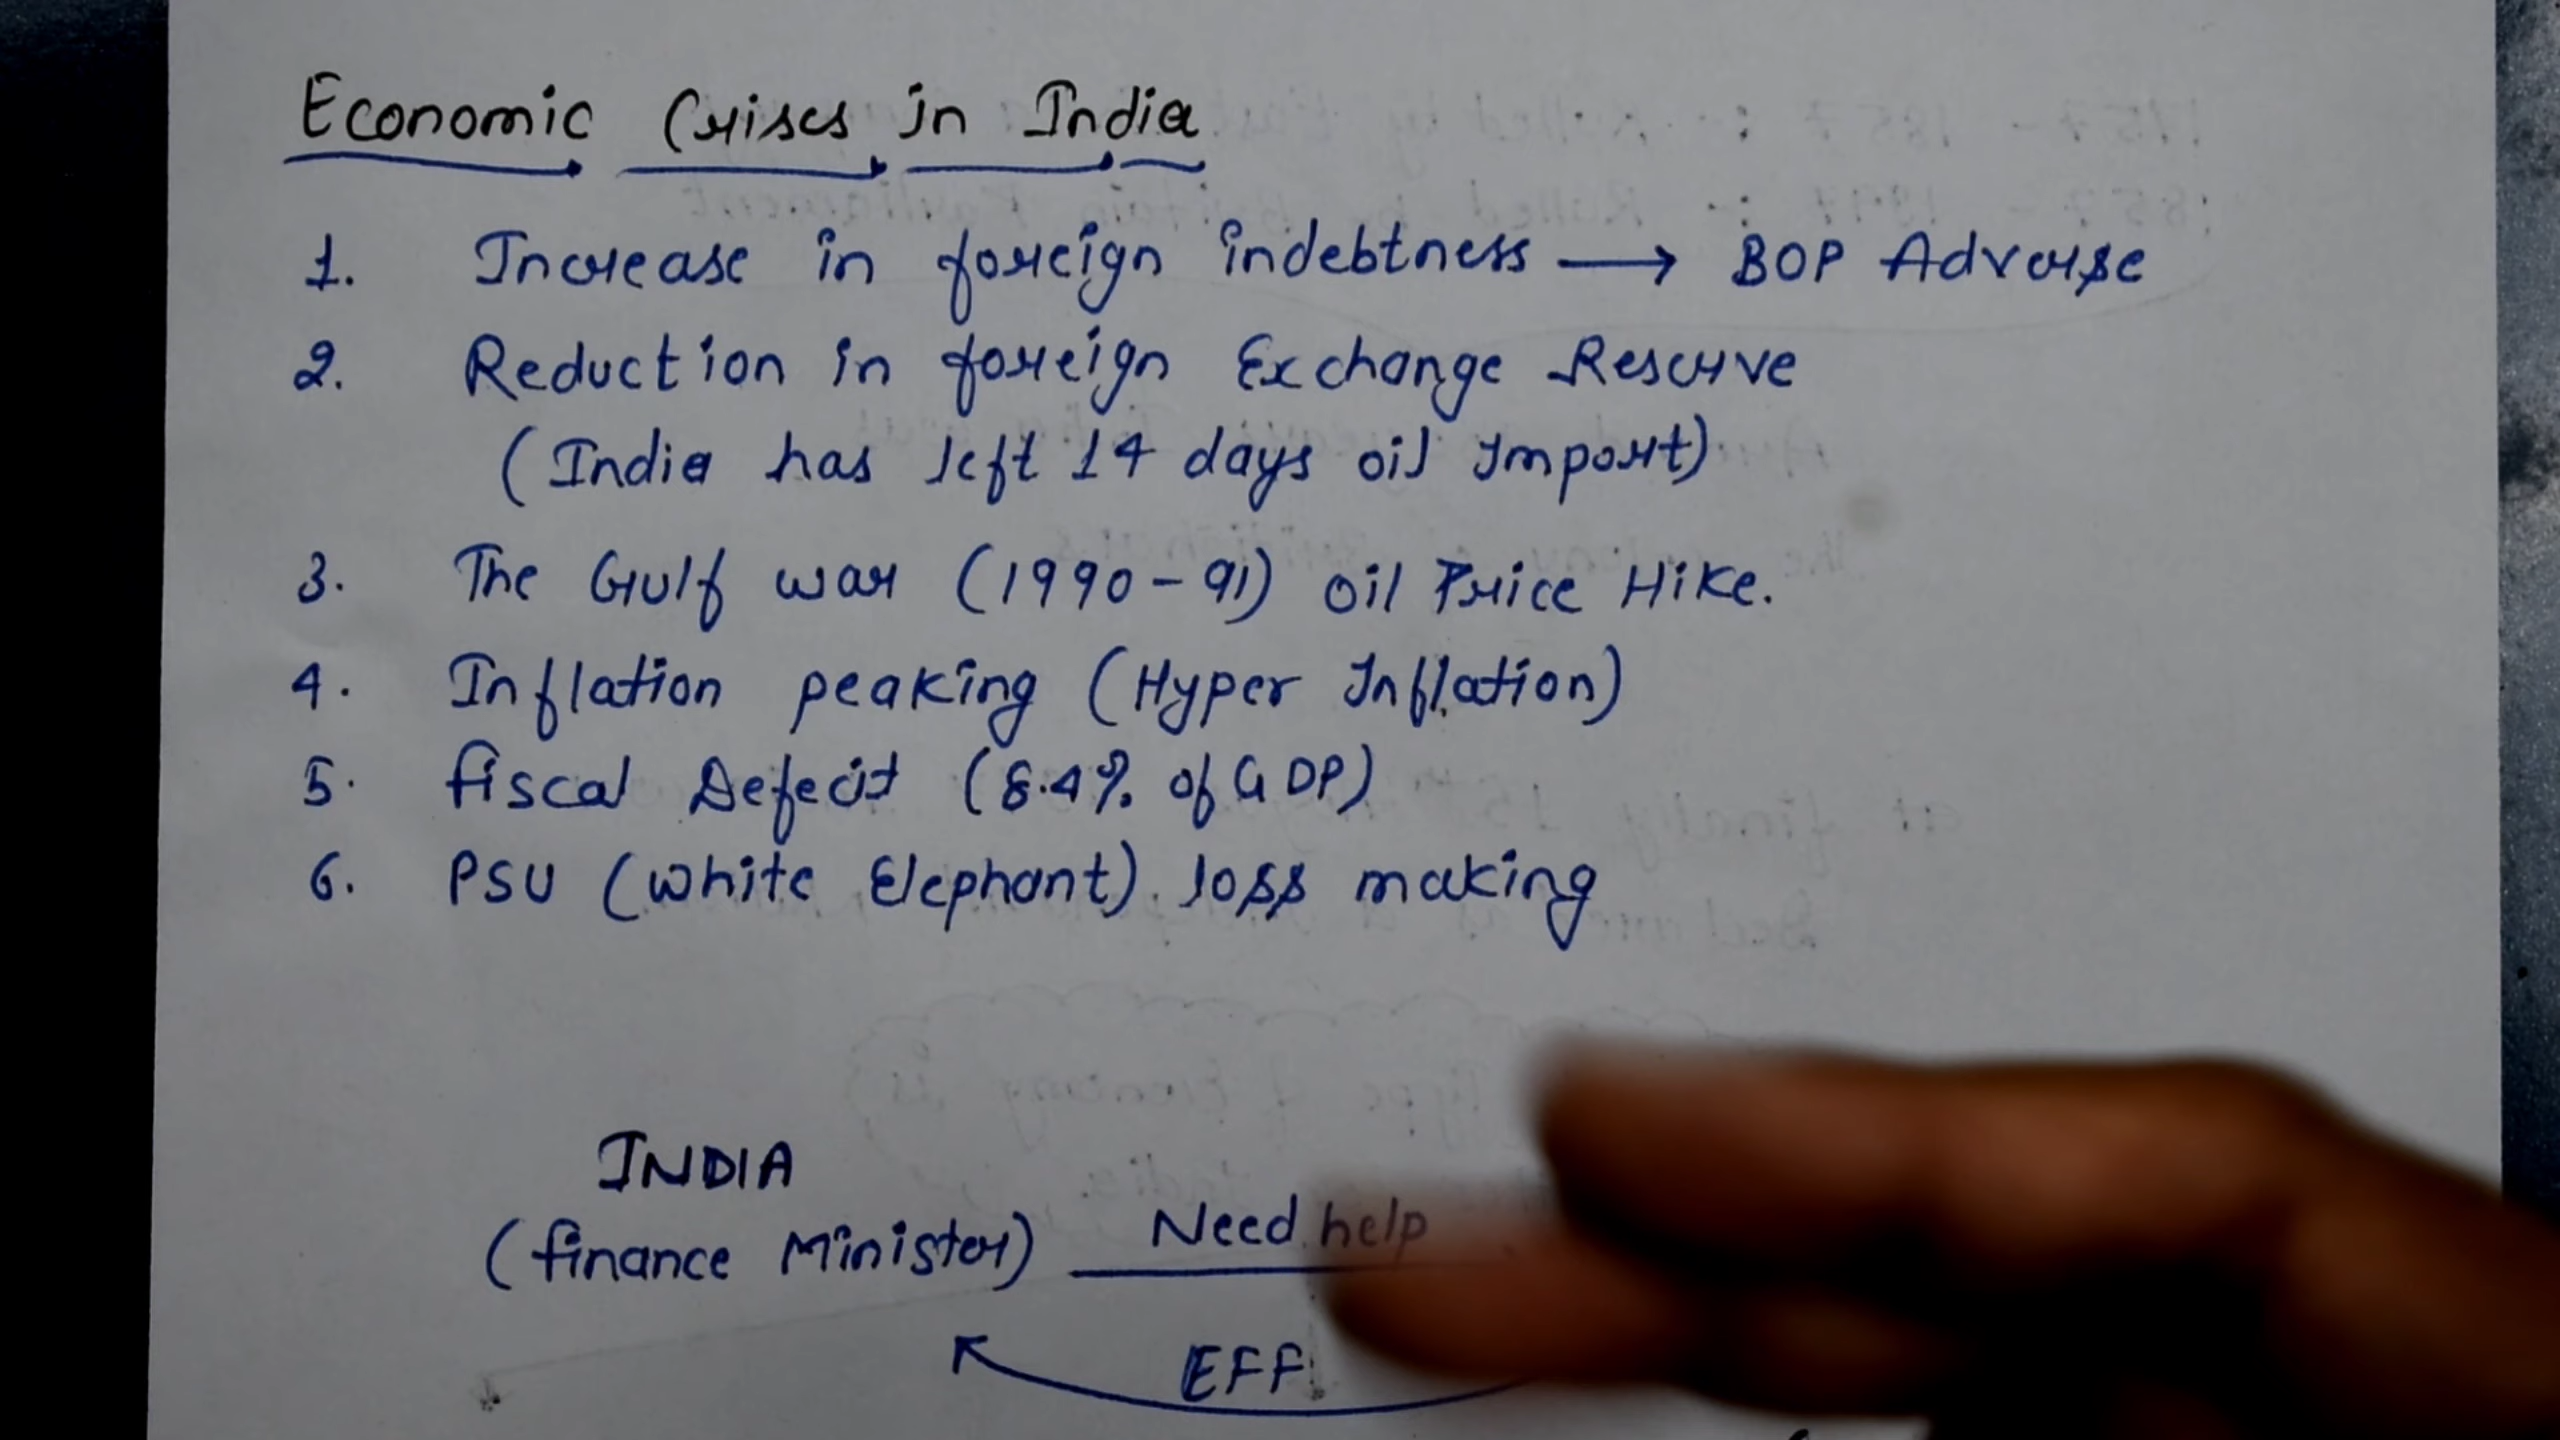 Economic Crises in India
1. Increase in foreign indebtness → BOP Adverse
2. Reduction in foreign Exchange Reserve
(India has left 14 days oil Import)
3. The Gulf war (1990-91) oil Price Hike.
4. Inflation peaking (Hyper Inflation)
5. fiscal Defecit (8.4% of GDP)
6. PSU (White Elephant) loss making
INDIA
(finance Minister) Need help
EFF